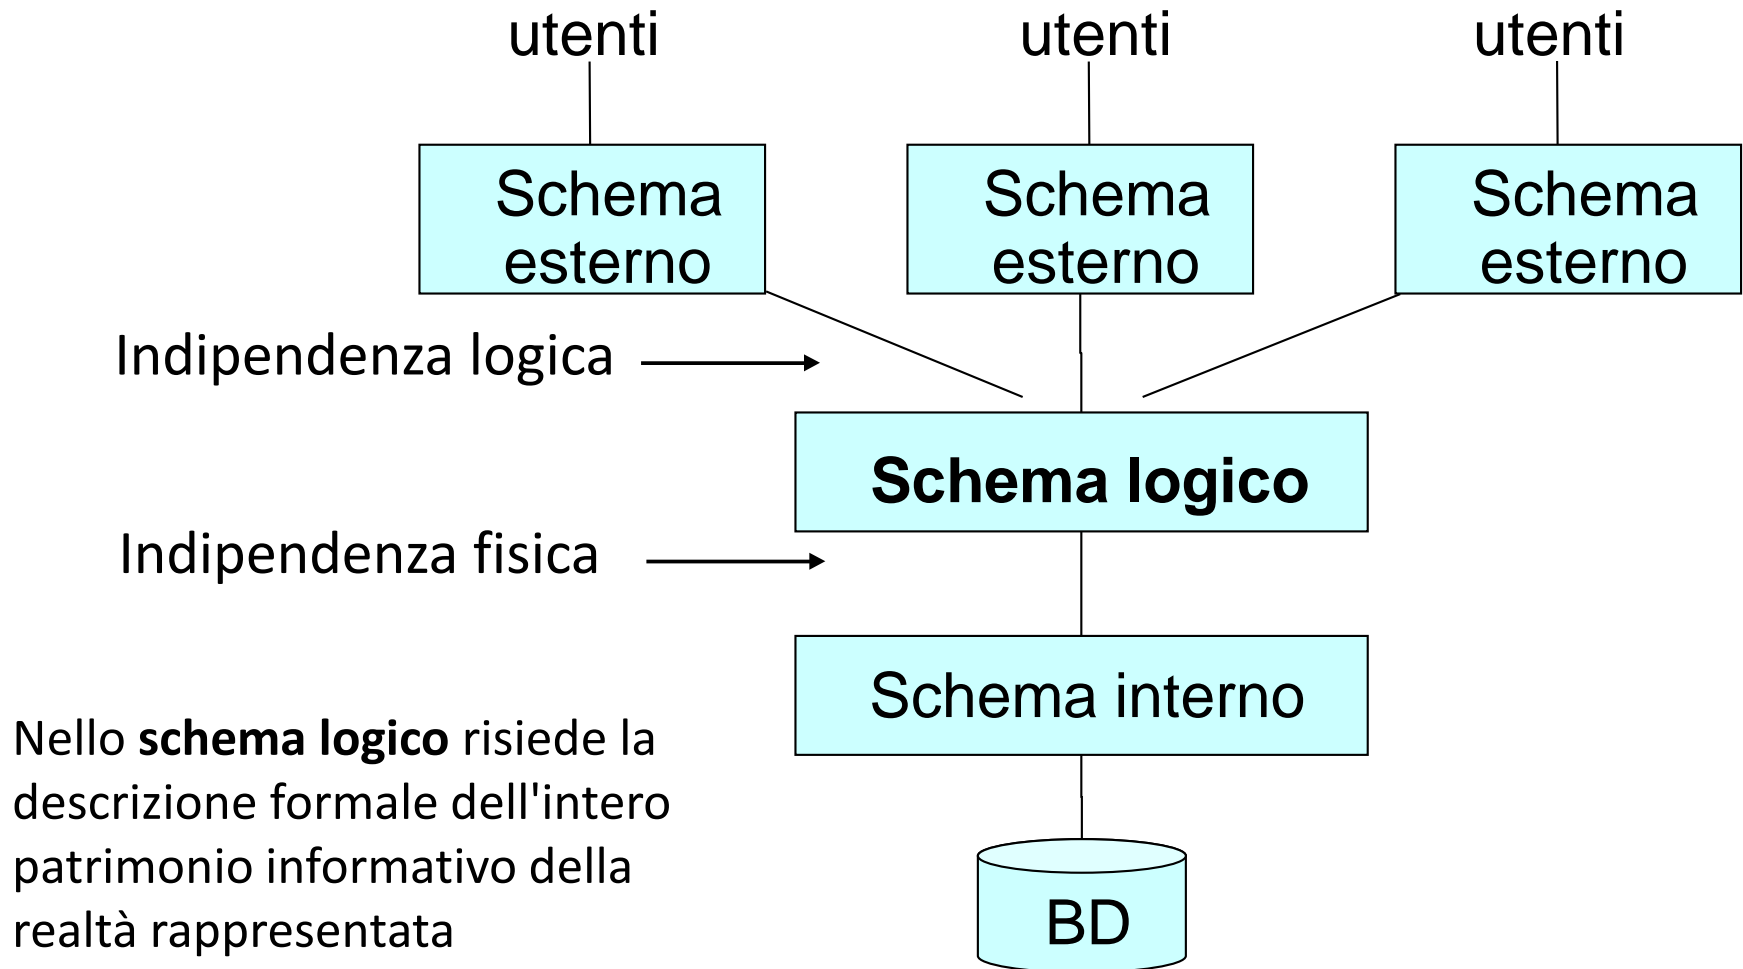 utenti
utenti
utenti
Schema
esterno
Schema
esterno
Schema
esterno
Indipendenza logica
Schema logico
Indipendenza fisica
Schema interno
Nello schema logico risiede la
descrizione formale dell'intero
patrimonio informativo della
realtà rappresentata
BD